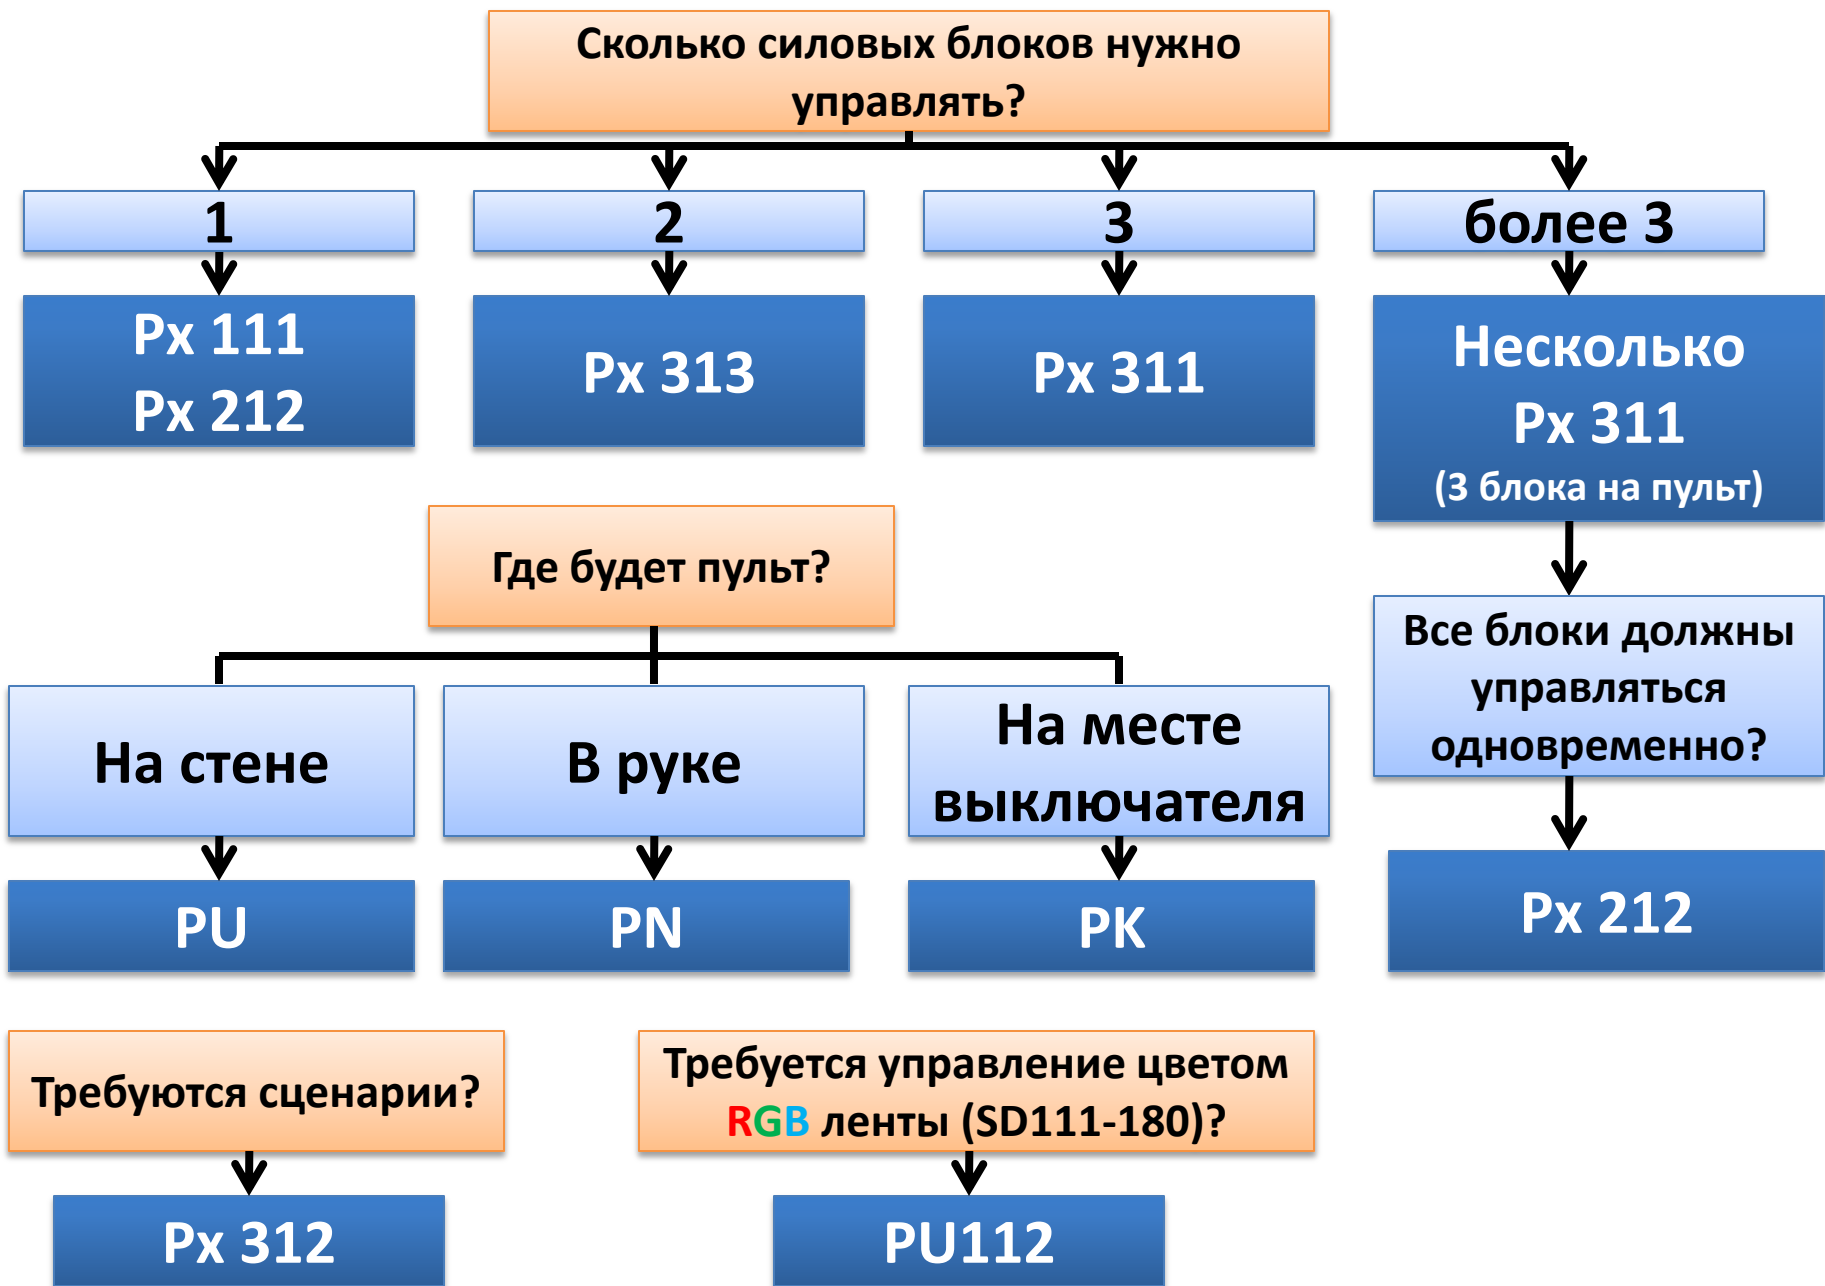 Сколько силовых блоков нужно
управлять?
1
2
3
более 3
Px 111
Px 212
Px 313
Px 311
Несколько
Px 311
(3 блока на пульт)
Где будет пульт?
Все блоки должны
управляться
одновременно?
На стене
В руке
На месте
выключателя
PU
PN
PK
Px 212
Требуются сценарии?
Требуется управление цветом
RGB ленты (SD111-180)?
Px 312
PU112